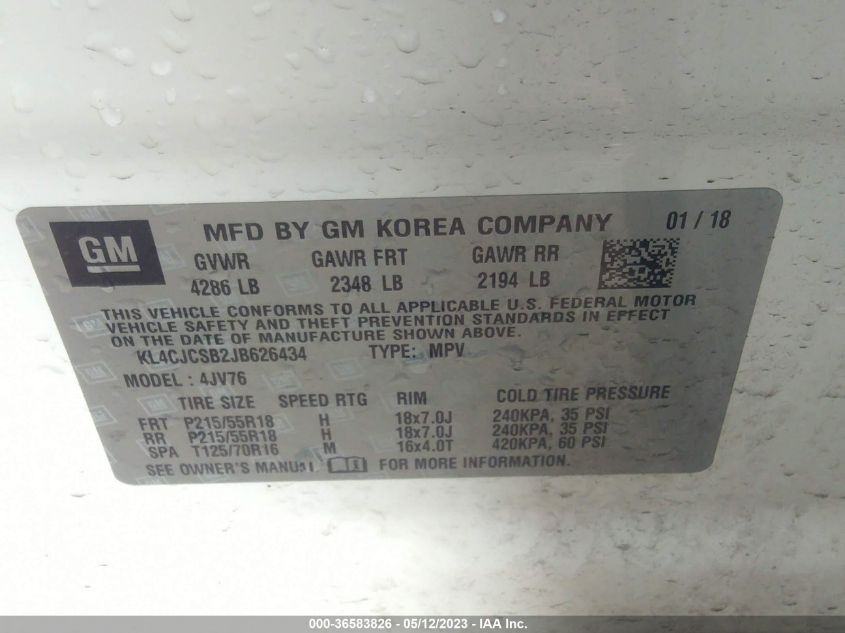 GM
MFD BY GM KOREA COMPANY 01 / 18
GVWR GAWR FRT GAWR RR
4286 LB 2348 LB 2194 LB
THIS VEHICLE CONFORMS TO ALL APPLICABLE U.S. FEDERAL MOTOR
VEHICLE SAFETY AND THEFT PREVENTION STANDARDS IN EFFECT
ON THE DATE OF MANUFACTURE SHOWN ABOVE.
KL4CJCSB2JB626434 TYPE: MPV
MODEL : 4JV76
TIRE SIZE SPEED RTG RIM COLD TIRE PRESSURE
FRT P215/55R18 H 18x7.0J 240KPA, 35 PSI
RR P215/55R18 H 18x7.0J 240KPA, 35 PSI
SPA T125/70R16 M 16x4.0T 420KPA, 60 PSI
SEE OWNER'S MANUAL FOR MORE INFORMATION.
000-36583826 - 05/12/2023 - IAA Inc.